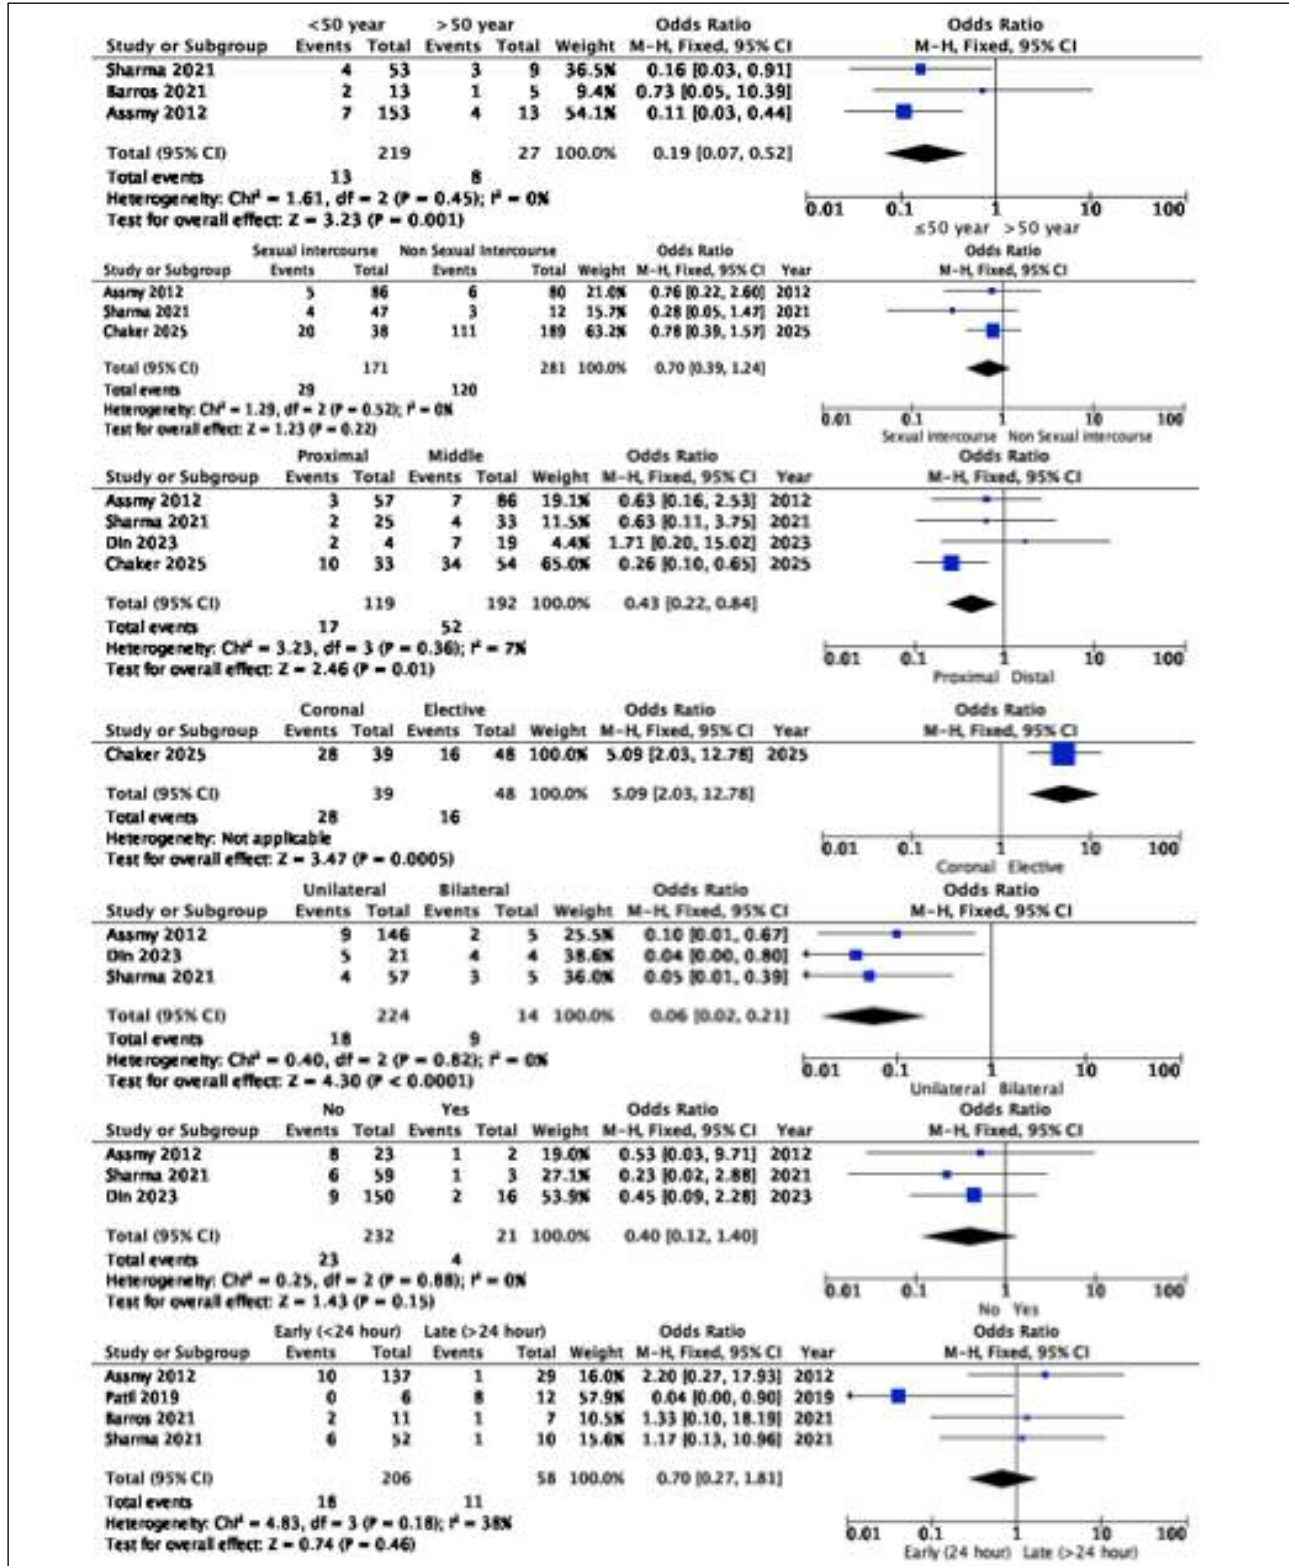 <50 year >50 year Odds Ratio Odds Ratio
Study or Subgroup Events Total Events Total Weight M-H, Fixed, 95% CI M-H, Fixed, 95% CI
Sharma 2021 4 53 3 9 36.5% 0.16 [0.03, 0.91]
Barros 2021 2 13 1 5 9.4% 0.73 [0.05, 10.39]
Assmy 2012 7 153 4 13 54.1% 0.11 [0.03, 0.44]
Total (95% CI) 219 27 100.0% 0.19 [0.07, 0.52]
Total events 13 8
Heterogeneity: Chi² = 1.61, df = 2 (P = 0.45); I² = 0%
Test for overall effect: Z = 3.23 (P = 0.001)
0.01 0.1 1 10 100
≤50 year >50 year
Sexual intercourse Non Sexual Intercourse Odds Ratio Odds Ratio
Study or Subgroup Events Total Events Total Weight M-H, Fixed, 95% CI Year M-H, Fixed, 95% CI
Assmy 2012 5 86 6 80 21.0% 0.76 [0.22, 2.60] 2012
Sharma 2021 4 47 3 12 15.7% 0.28 [0.05, 1.47] 2021
Chaker 2025 20 38 111 189 63.2% 0.78 [0.39, 1.57] 2025
Total (95% CI) 171 281 100.0% 0.70 [0.39, 1.24]
Total events 29 120
Heterogeneity: Chi² = 1.29, df = 2 (P = 0.52); I² = 0%
Test for overall effect: Z = 1.23 (P = 0.22)
0.01 0.1 1 10 100
Sexual intercourse Non Sexual intercourse
Proximal Middle Odds Ratio Odds Ratio
Study or Subgroup Events Total Events Total Weight M-H, Fixed, 95% CI Year M-H, Fixed, 95% CI
Assmy 2012 3 57 7 86 19.1% 0.63 [0.16, 2.53] 2012
Sharma 2021 2 25 4 33 11.5% 0.63 [0.11, 3.75] 2021
Din 2023 2 4 7 19 4.4% 1.71 [0.20, 15.02] 2023
Chaker 2025 10 33 34 54 65.0% 0.26 [0.10, 0.65] 2025
Total (95% CI) 119 192 100.0% 0.43 [0.22, 0.84]
Total events 17 52
Heterogeneity: Chi² = 3.23, df = 3 (P = 0.36); I² = 7%
Test for overall effect: Z = 2.46 (P = 0.01)
0.01 0.1 1 10 100
Proximal Distal
Coronal Elective Odds Ratio Odds Ratio
Study or Subgroup Events Total Events Total Weight M-H, Fixed, 95% CI Year M-H, Fixed, 95% CI
Chaker 2025 28 39 16 48 100.0% 5.09 [2.03, 12.78] 2025
Total (95% CI) 39 48 100.0% 5.09 [2.03, 12.78]
Total events 28 16
Heterogeneity: Not applicable
Test for overall effect: Z = 3.47 (P = 0.0005)
0.01 0.1 1 10 100
Coronal Elective
Unilateral Bilateral Odds Ratio Odds Ratio
Study or Subgroup Events Total Events Total Weight M-H, Fixed, 95% CI M-H, Fixed, 95% CI
Assmy 2012 9 146 2 5 25.5% 0.10 [0.01, 0.67]
Din 2023 5 21 4 4 38.6% 0.04 [0.00, 0.80]
Sharma 2021 4 57 3 5 36.0% 0.05 [0.01, 0.39]
Total (95% CI) 224 14 100.0% 0.06 [0.02, 0.21]
Total events 18 9
Heterogeneity: Chi² = 0.40, df = 2 (P = 0.82); I² = 0%
Test for overall effect: Z = 4.30 (P < 0.0001)
0.01 0.1 1 10 100
Unilateral Bilateral
No Yes Odds Ratio Odds Ratio
Study or Subgroup Events Total Events Total Weight M-H, Fixed, 95% CI Year M-H, Fixed, 95% CI
Assmy 2012 8 23 1 2 19.0% 0.53 [0.03, 9.71] 2012
Sharma 2021 6 59 1 3 27.1% 0.23 [0.02, 2.88] 2021
Din 2023 9 150 2 16 53.9% 0.45 [0.09, 2.28] 2023
Total (95% CI) 232 21 100.0% 0.40 [0.12, 1.40]
Total events 23 4
Heterogeneity: Chi² = 0.25, df = 2 (P = 0.88); I² = 0%
Test for overall effect: Z = 1.43 (P = 0.15)
0.01 0.1 1 10 100
No Yes
Early (<24 hour) Late (>24 hour) Odds Ratio Odds Ratio
Study or Subgroup Events Total Events Total Weight M-H, Fixed, 95% CI Year M-H, Fixed, 95% CI
Assmy 2012 10 137 1 29 16.0% 2.20 [0.27, 17.93] 2012
Patil 2019 0 6 8 12 57.9% 0.04 [0.00, 0.90] 2019
Barros 2021 2 11 1 7 10.5% 1.33 [0.10, 18.19] 2021
Sharma 2021 6 52 1 10 15.6% 1.17 [0.13, 10.96] 2021
Total (95% CI) 206 58 100.0% 0.70 [0.27, 1.81]
Total events 18 11
Heterogeneity: Chi² = 4.83, df = 3 (P = 0.18); I² = 38%
Test for overall effect: Z = 0.74 (P = 0.46)
0.01 0.1 1 10 100
Early (24 hour) Late (>24 hour)